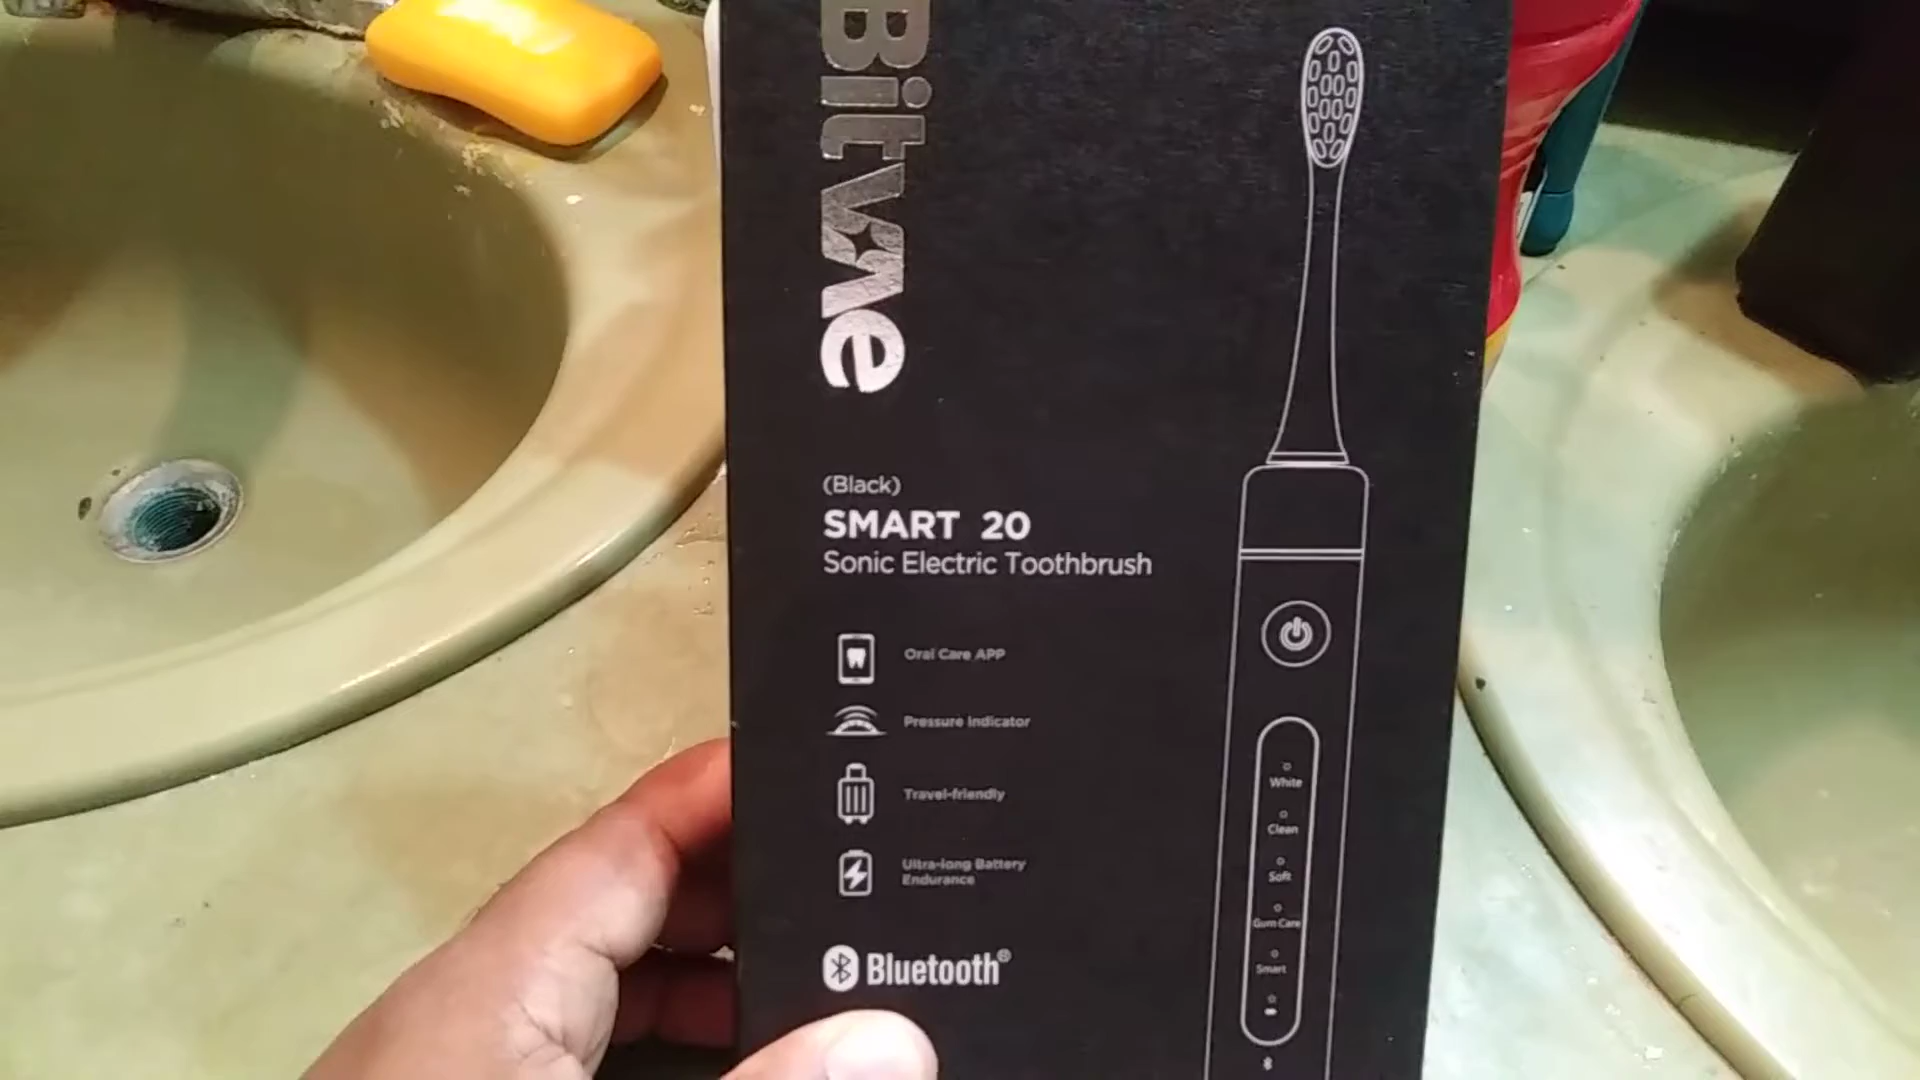 Bitvae
(Black)
SMART 20
Sonic Electric Toothbrush
Oral Care APP
Pressure Indicator
Travel-friendly
Ultra-long Battery
Endurance
Bluetooth®
White
Clean
Soft
Gum Care
Smart